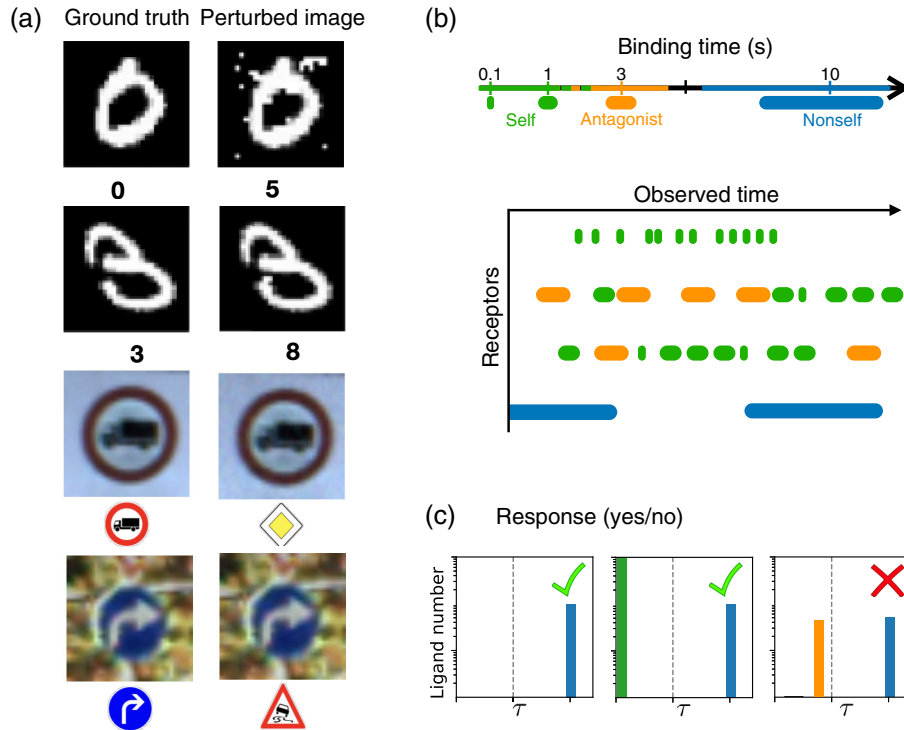 (a) Ground truth Perturbed image
0 5
3 8
(b)
Binding time (s)
0.1 1 3 10
Self Antagonist Nonself
Observed time
Receptors
(c) Response (yes/no)
Ligand number
τ τ τ